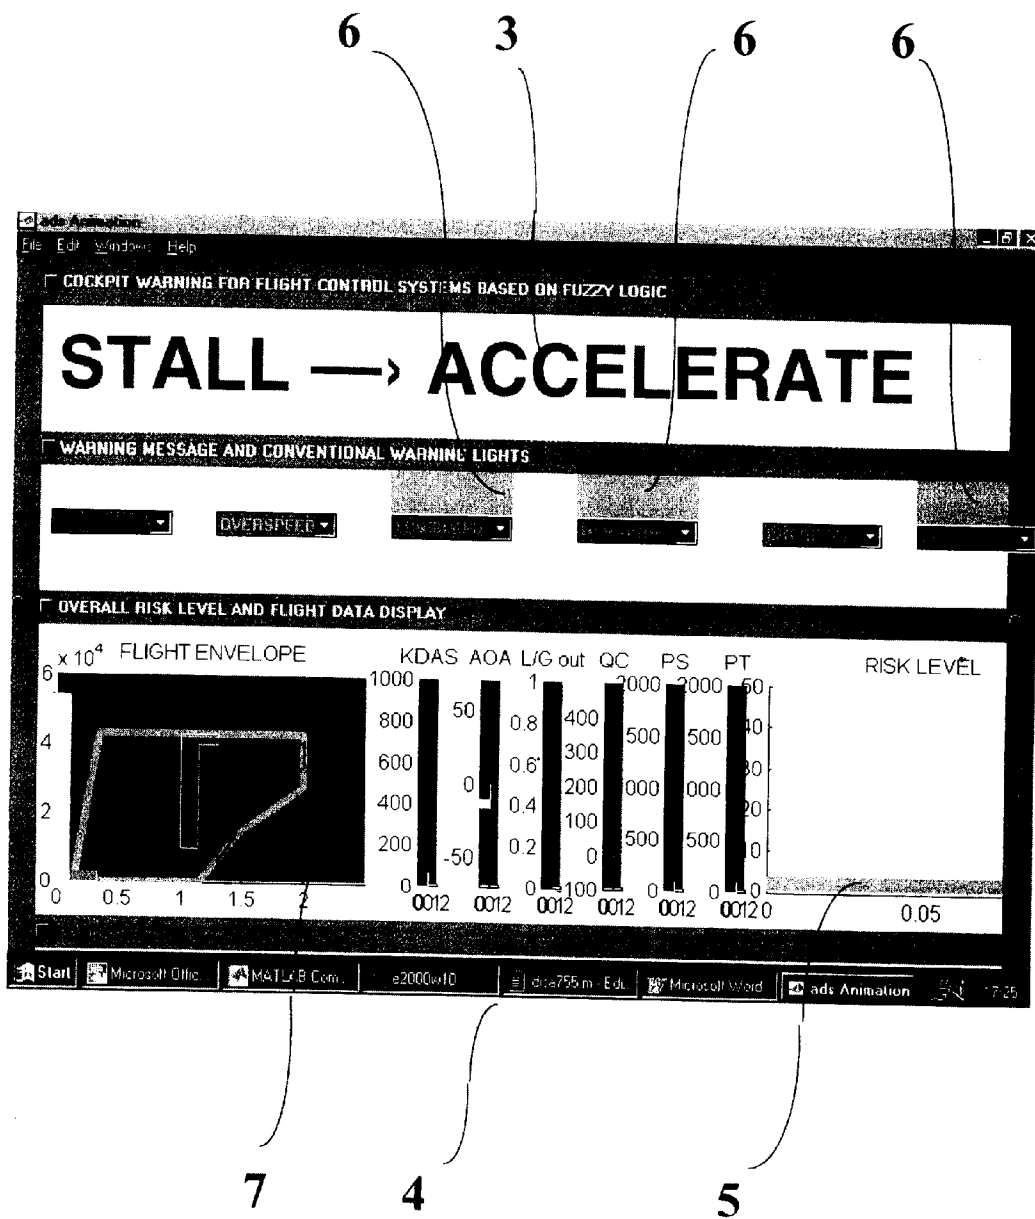 6 3 6 6
ads Animation
File Edit Windows Help
COCKPIT WARNING FOR FLIGHT CONTROL SYSTEMS BASED ON FUZZY LOGIC
STALL —> ACCELERATE
WARNING MESSAGE AND CONVENTIONAL WARNING LIGHTS
OVERSPEED
OVERALL RISK LEVEL AND FLIGHT DATA DISPLAY
x 10^4 FLIGHT ENVELOPE
6
4
2
0
0 0.5 1 1.5 2
KDAS
1000
800
600
400
200
0
0012
AOA
50
0
-50
0012
L/G out
1
0.8
0.6
0.4
0.2
0
0012
QC
400
300
200
100
0
-100
0012
PS
2000
500
000
500
0
0012
PT
2000
500
000
500
0
0012
RISK LEVEL
50
40
30
20
10
0
0 0.05
Start Microsoft Offic... MATLAB Com... e2000w10 Microsoft Word ads Animation 17:25
7 4 5